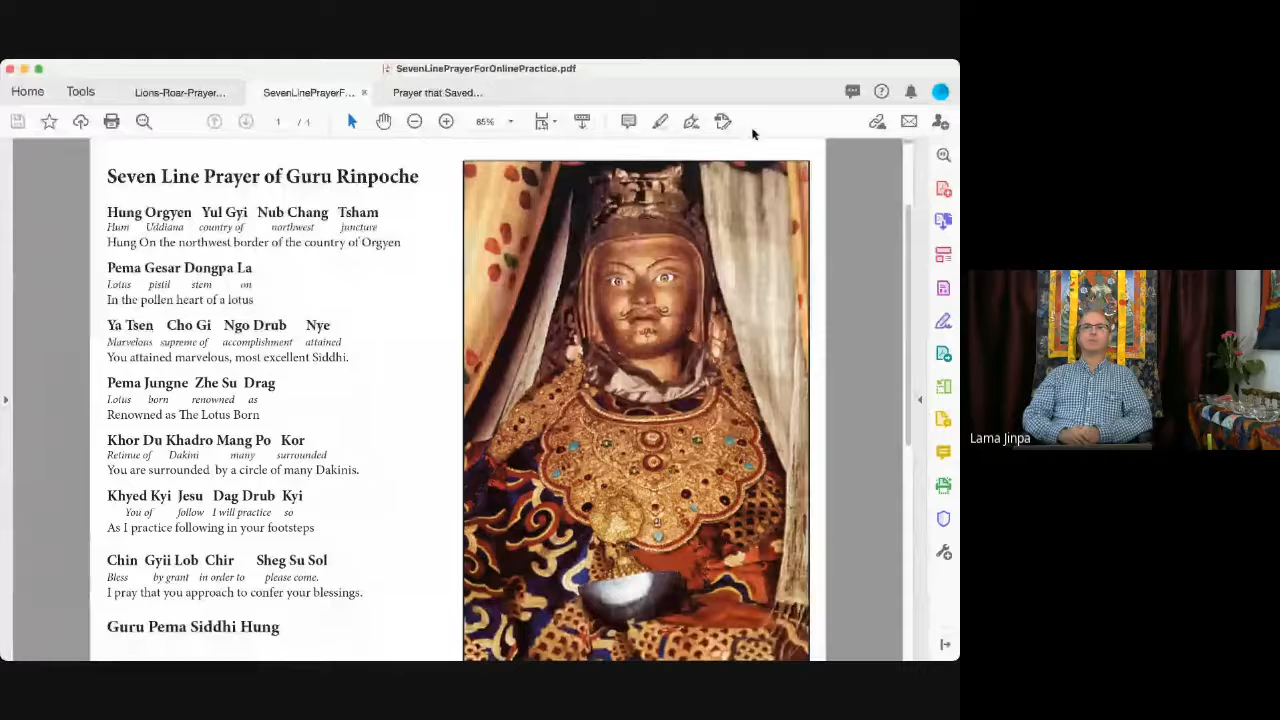 SevenLinePrayerForOnlinePractice.pdf
Home Tools Lions-Roar-Prayer... SevenLinePrayerF... × Prayer that Saved...
1 / 1 85%
Seven Line Prayer of Guru Rinpoche
Hung Orgyen Yul Gyi Nub Chang Tsham
Hum Uddiana country of northwest juncture
Hung On the northwest border of the country of Orgyen
Pema Gesar Dongpa La
Lotus pistil stem on
In the pollen heart of a lotus
Ya Tsen Cho Gi Ngo Drub Nye
Marvelous supreme of accomplishment attained
You attained marvelous, most excellent Siddhi.
Pema Jungne Zhe Su Drag
Lotus born renowned as
Renowned as The Lotus Born
Khor Du Khadro Mang Po Kor
Retinue of Dakini many surrounded
You are surrounded by a circle of many Dakinis.
Khyed Kyi Jesu Dag Drub Kyi
You of follow I will practice so
As I practice following in your footsteps
Chin Gyii Lob Chir Sheg Su Sol
Bless by grant in order to please come.
I pray that you approach to confer your blessings.
Guru Pema Siddhi Hung
Lama Jinpa